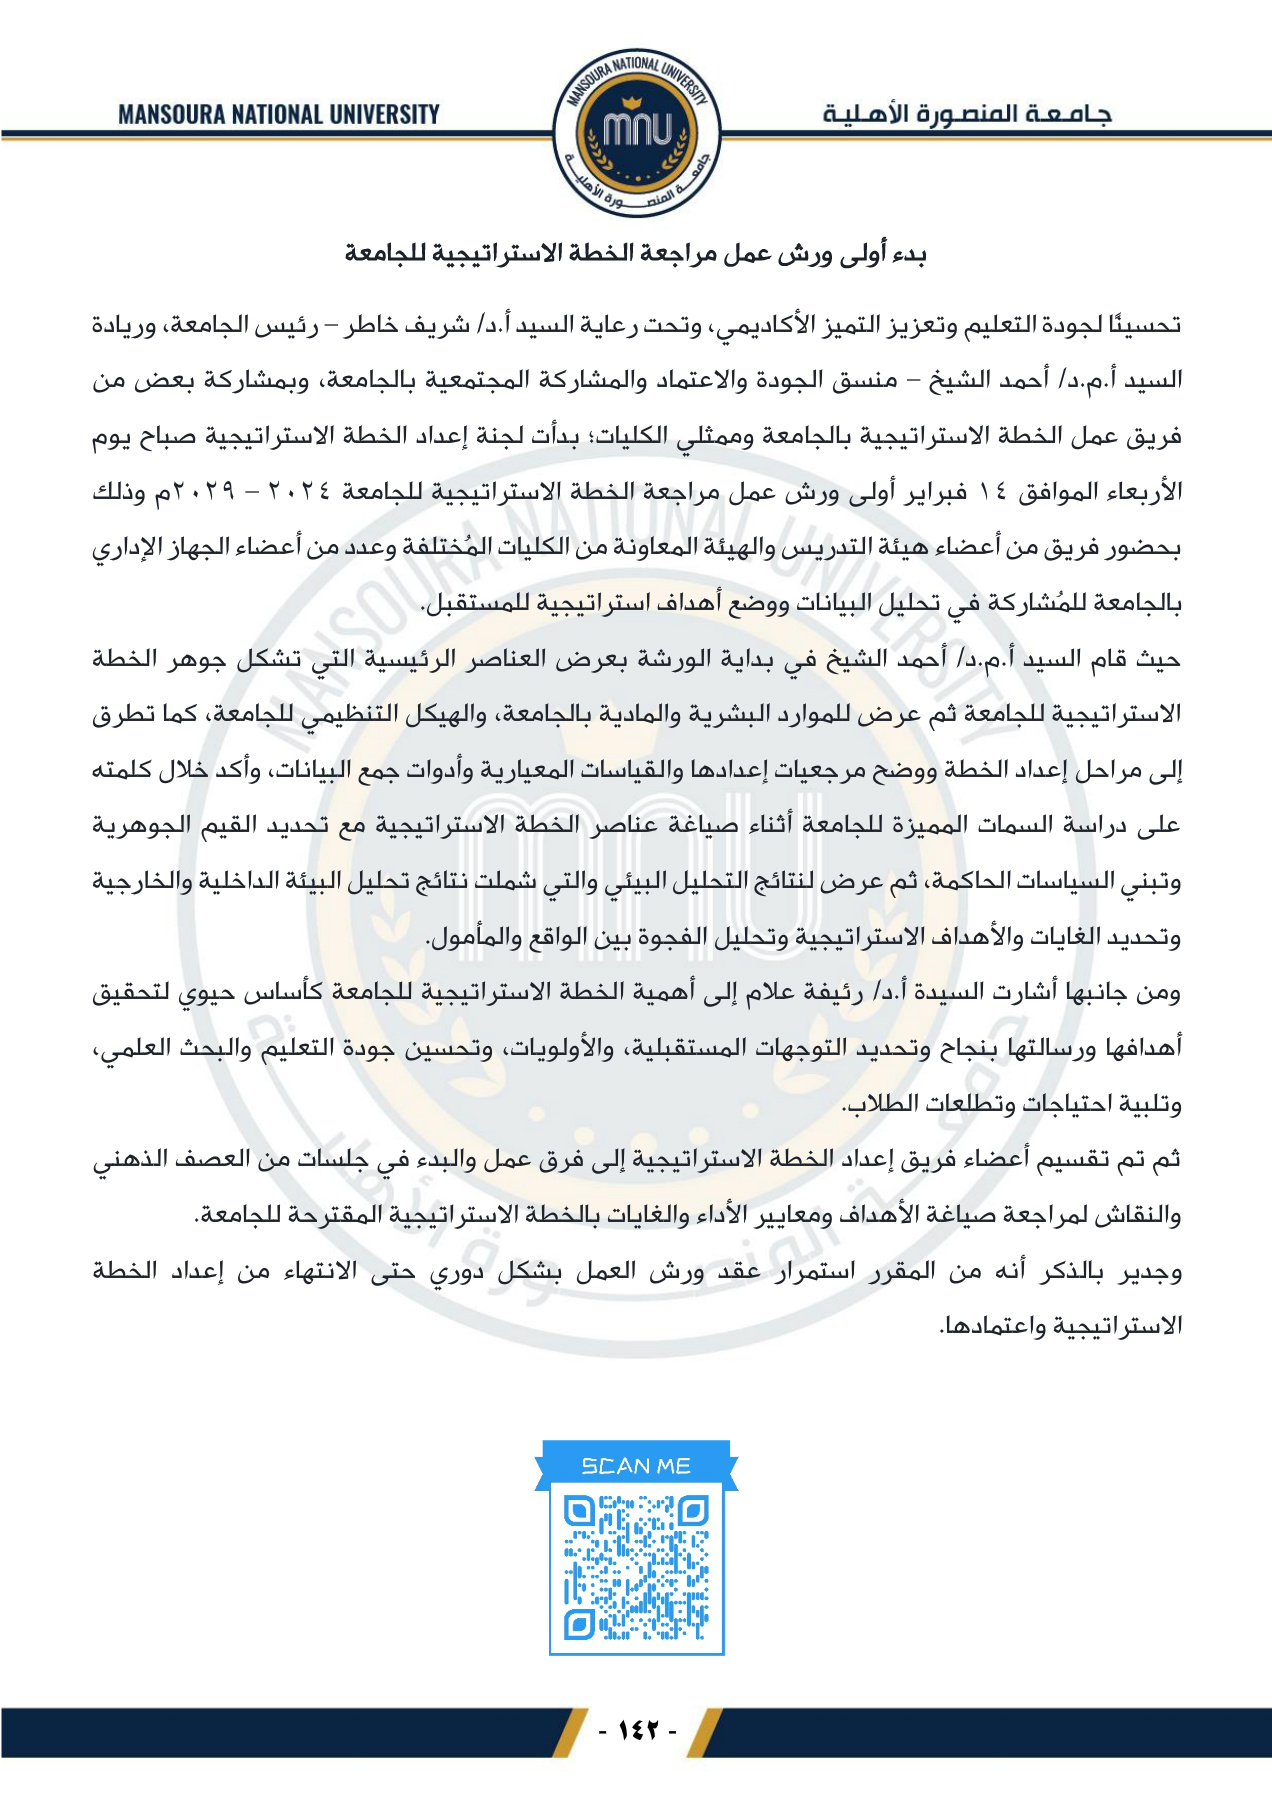 MANSOURA NATIONAL UNIVERSITY
جامعة المنصورة الأهلية
MANSOURA NATIONAL UNIVERSITY
mnu
جامعة المنصورة الأهلية
بدء أولى ورش عمل مراجعة الخطة الاستراتيجية للجامعة
تحسينًا لجودة التعليم وتعزيز التميز الأكاديمي، وتحت رعاية السيد أ.د/ شريف خاطر – رئيس الجامعة، وريادة
السيد أ.م.د/ أحمد الشيخ – منسق الجودة والاعتماد والمشاركة المجتمعية بالجامعة، وبمشاركة بعض من
فريق عمل الخطة الاستراتيجية بالجامعة وممثلي الكليات؛ بدأت لجنة إعداد الخطة الاستراتيجية صباح يوم
الأربعاء الموافق ١٤ فبراير أولى ورش عمل مراجعة الخطة الاستراتيجية للجامعة ٢٠٢٤ – ٢٠٢٩م وذلك
بحضور فريق من أعضاء هيئة التدريس والهيئة المعاونة من الكليات المُختلفة وعدد من أعضاء الجهاز الإداري
بالجامعة للمُشاركة في تحليل البيانات ووضع أهداف استراتيجية للمستقبل.
حيث قام السيد أ.م.د/ أحمد الشيخ في بداية الورشة بعرض العناصر الرئيسية التي تشكل جوهر الخطة
الاستراتيجية للجامعة ثم عرض للموارد البشرية والمادية بالجامعة، والهيكل التنظيمي للجامعة، كما تطرق
إلى مراحل إعداد الخطة ووضح مرجعيات إعدادها والقياسات المعيارية وأدوات جمع البيانات، وأكد خلال كلمته
على دراسة السمات المميزة للجامعة أثناء صياغة عناصر الخطة الاستراتيجية مع تحديد القيم الجوهرية
وتبني السياسات الحاكمة، ثم عرض لنتائج التحليل البيئي والتي شملت نتائج تحليل البيئة الداخلية والخارجية
وتحديد الغايات والأهداف الاستراتيجية وتحليل الفجوة بين الواقع والمأمول.
ومن جانبها أشارت السيدة أ.د/ رئيفة علام إلى أهمية الخطة الاستراتيجية للجامعة كأساس حيوي لتحقيق
أهدافها ورسالتها بنجاح وتحديد التوجهات المستقبلية، والأولويات، وتحسين جودة التعليم والبحث العلمي،
وتلبية احتياجات وتطلعات الطلاب.
ثم تم تقسيم أعضاء فريق إعداد الخطة الاستراتيجية إلى فرق عمل والبدء في جلسات من العصف الذهني
والنقاش لمراجعة صياغة الأهداف ومعايير الأداء والغايات بالخطة الاستراتيجية المقترحة للجامعة.
وجدير بالذكر أنه من المقرر استمرار عقد ورش العمل بشكل دوري حتى الانتهاء من إعداد الخطة
الاستراتيجية واعتمادها.
SCAN ME
- ١٤٢ -